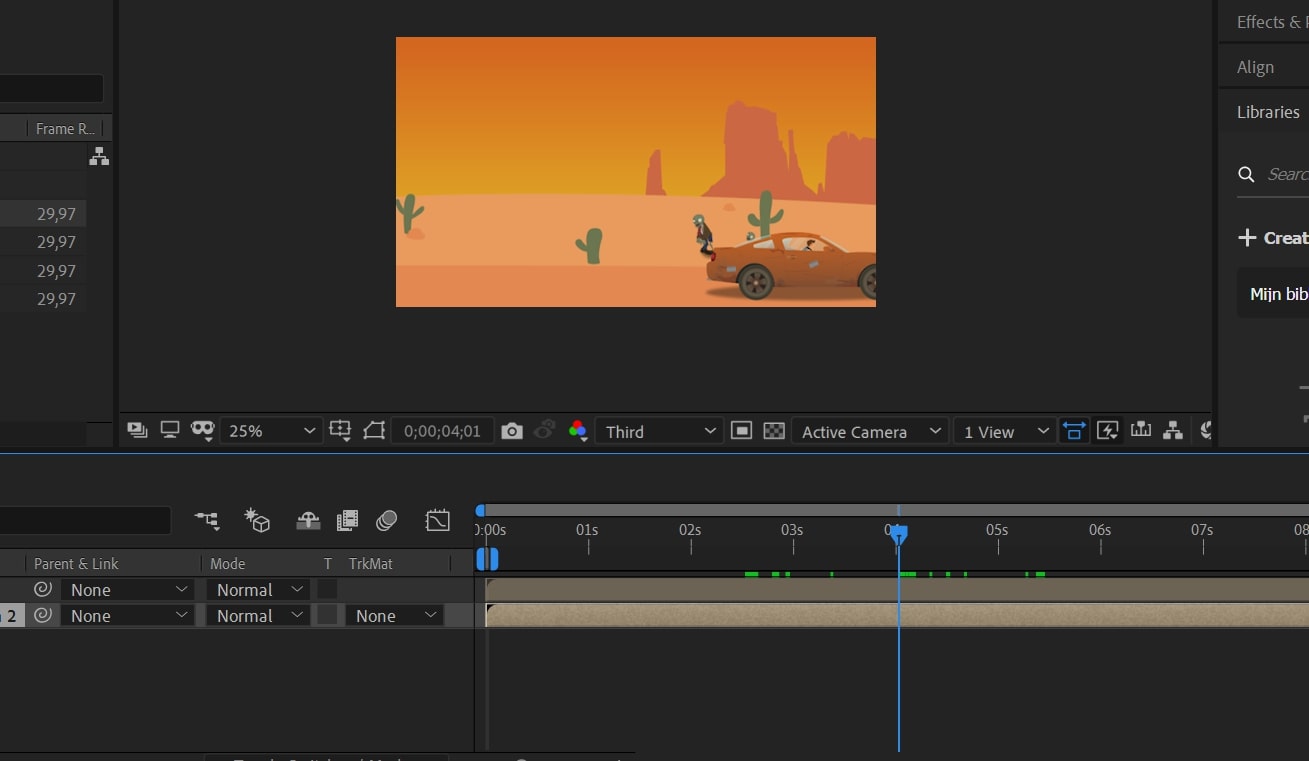 Effects &
Align
Frame R...
Libraries
Searc
29,97
29,97
29,97
29,97
Creat
Mijn bib
25%
0;00;04;01
Third
Active Camera
1 View
0:00s 01s 02s 03s 05s 06s 07s 08
Parent & Link Mode T TrkMat
None Normal
2 None Normal None